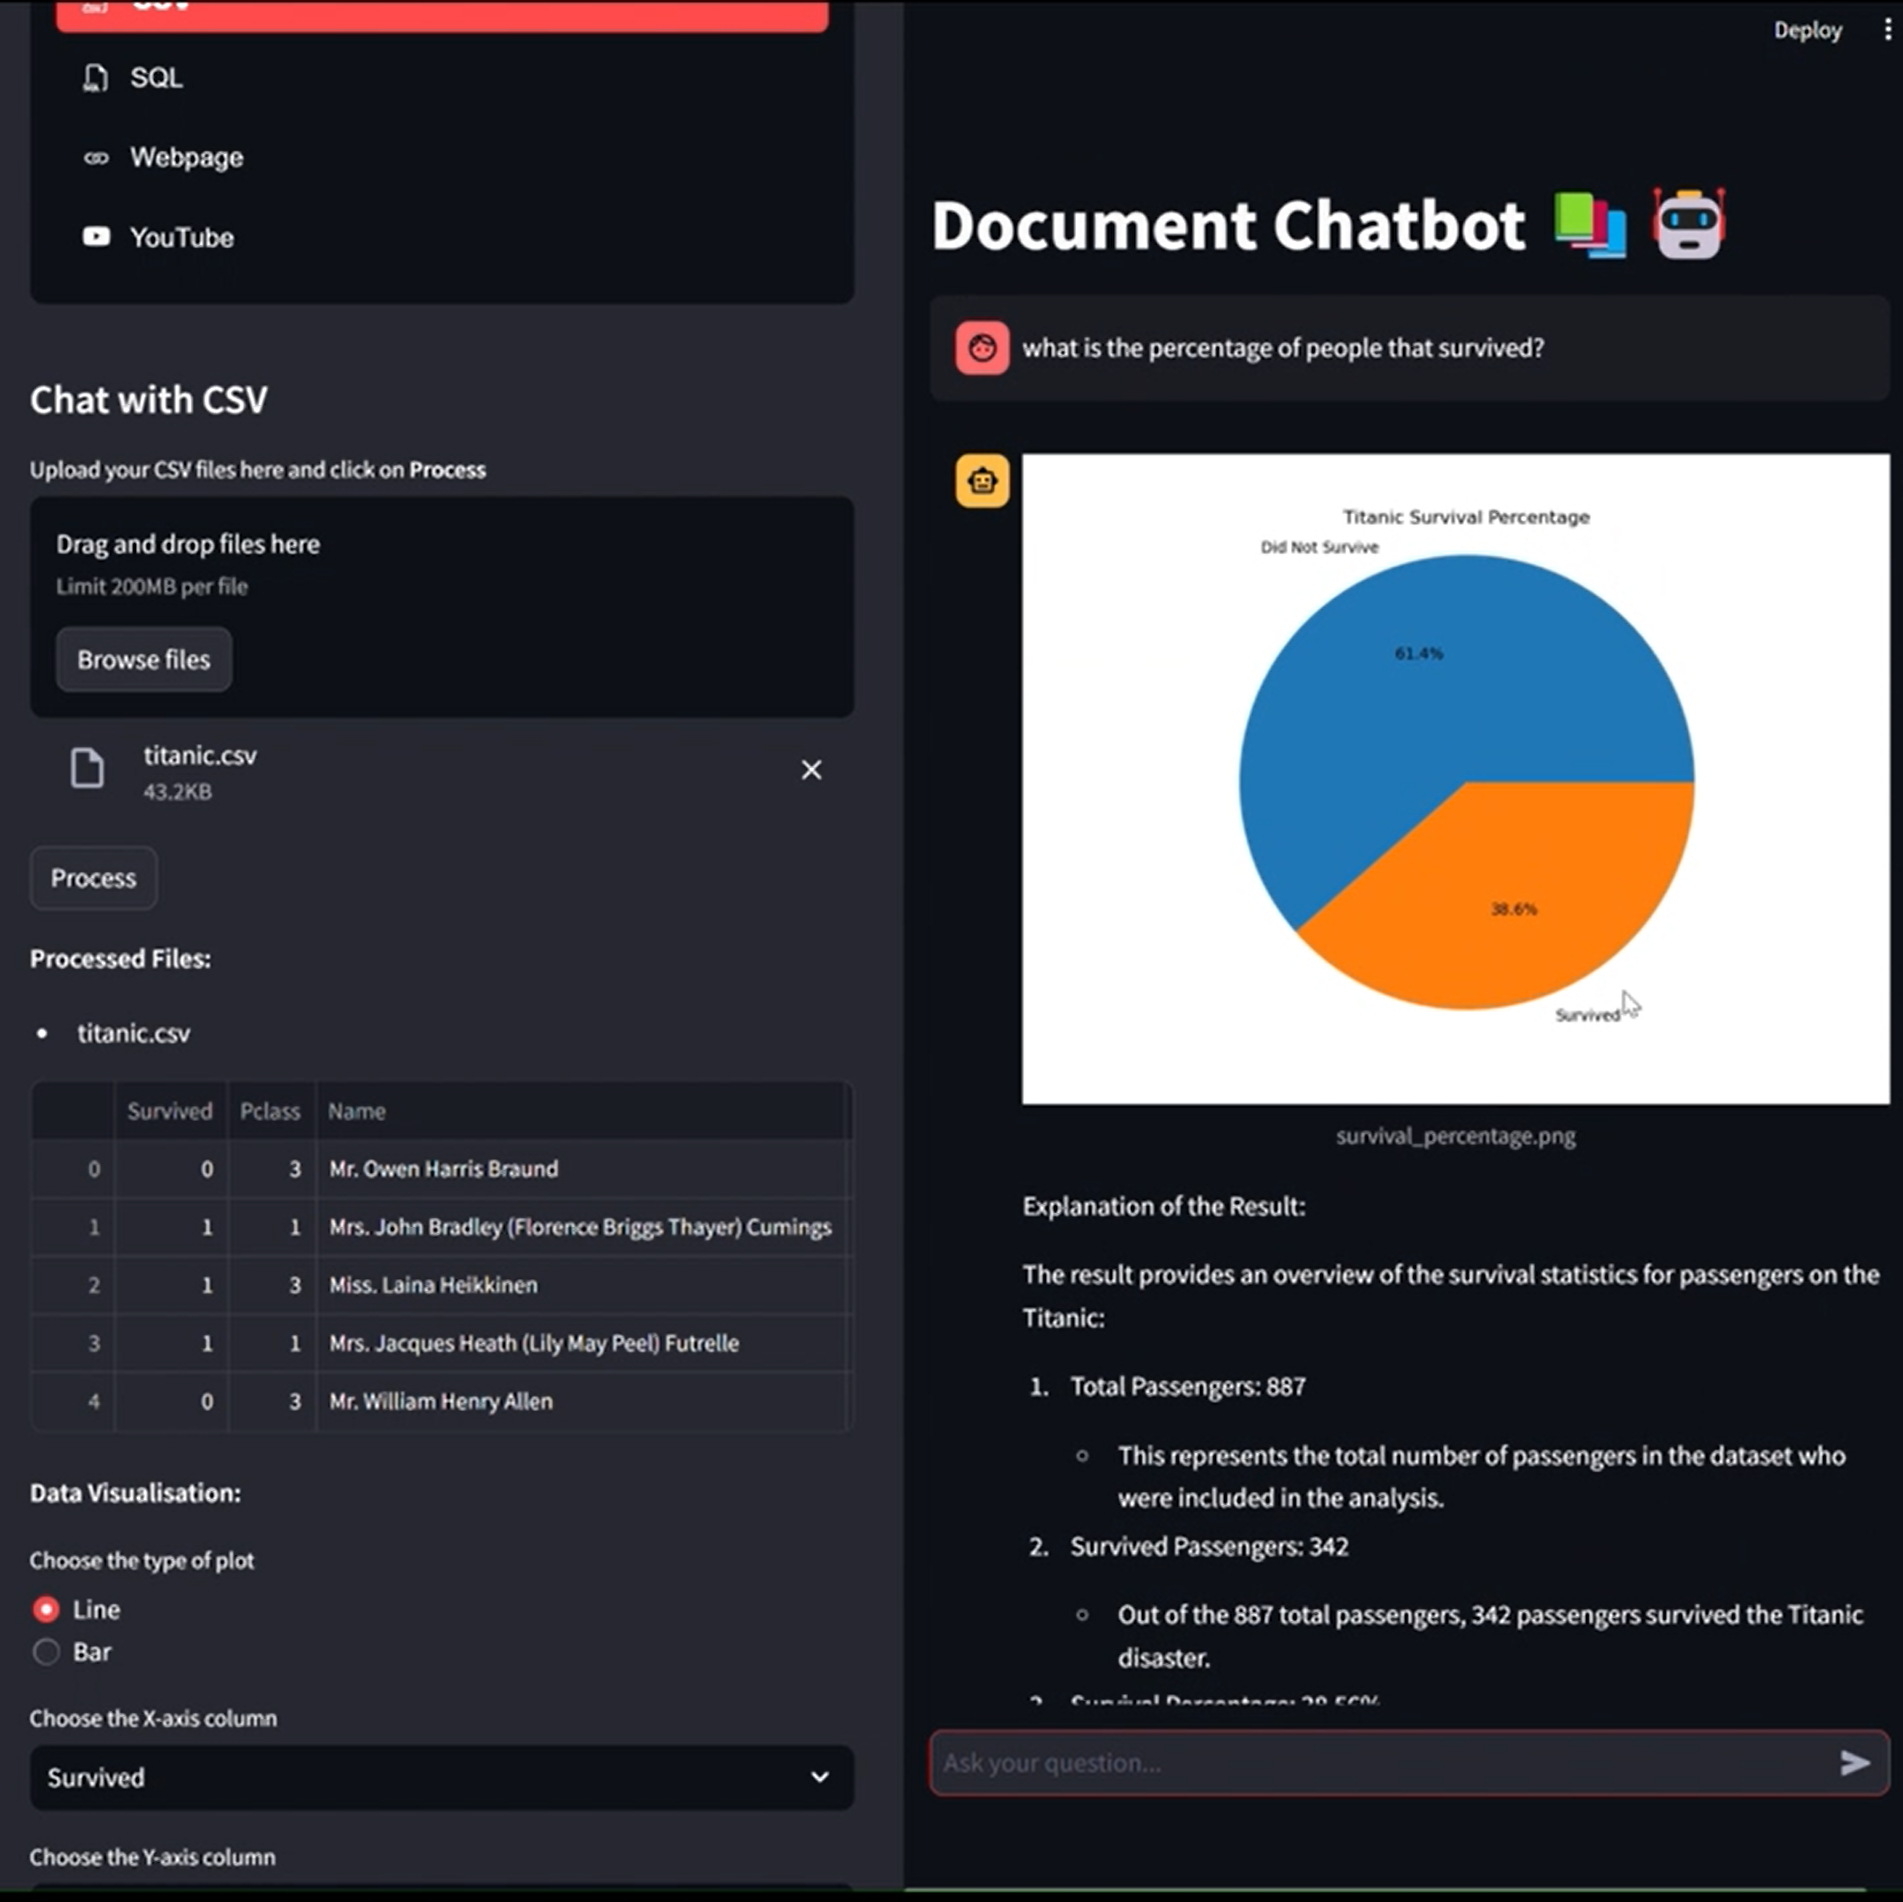 CSV
SQL
Webpage
YouTube
Chat with CSV
Upload your CSV files here and click on Process
Drag and drop files here
Limit 200MB per file
Browse files
titanic.csv
43.2KB
Process
Processed Files:
titanic.csv
Survived Pclass Name
0 0 3 Mr. Owen Harris Braund
1 1 1 Mrs. John Bradley (Florence Briggs Thayer) Cumings
2 1 3 Miss. Laina Heikkinen
3 1 1 Mrs. Jacques Heath (Lily May Peel) Futrelle
4 0 3 Mr. William Henry Allen
Data Visualisation:
Choose the type of plot
Line
Bar
Choose the X-axis column
Survived
Choose the Y-axis column
Deploy
Document Chatbot
what is the percentage of people that survived?
Titanic Survival Percentage
Did Not Survive
61.4%
38.6%
Survived
survival_percentage.png
Explanation of the Result:
The result provides an overview of the survival statistics for passengers on the
Titanic:
1. Total Passengers: 887
This represents the total number of passengers in the dataset who
were included in the analysis.
2. Survived Passengers: 342
Out of the 887 total passengers, 342 passengers survived the Titanic
disaster.
3. Survival Percentage: 38.56%
Ask your question...